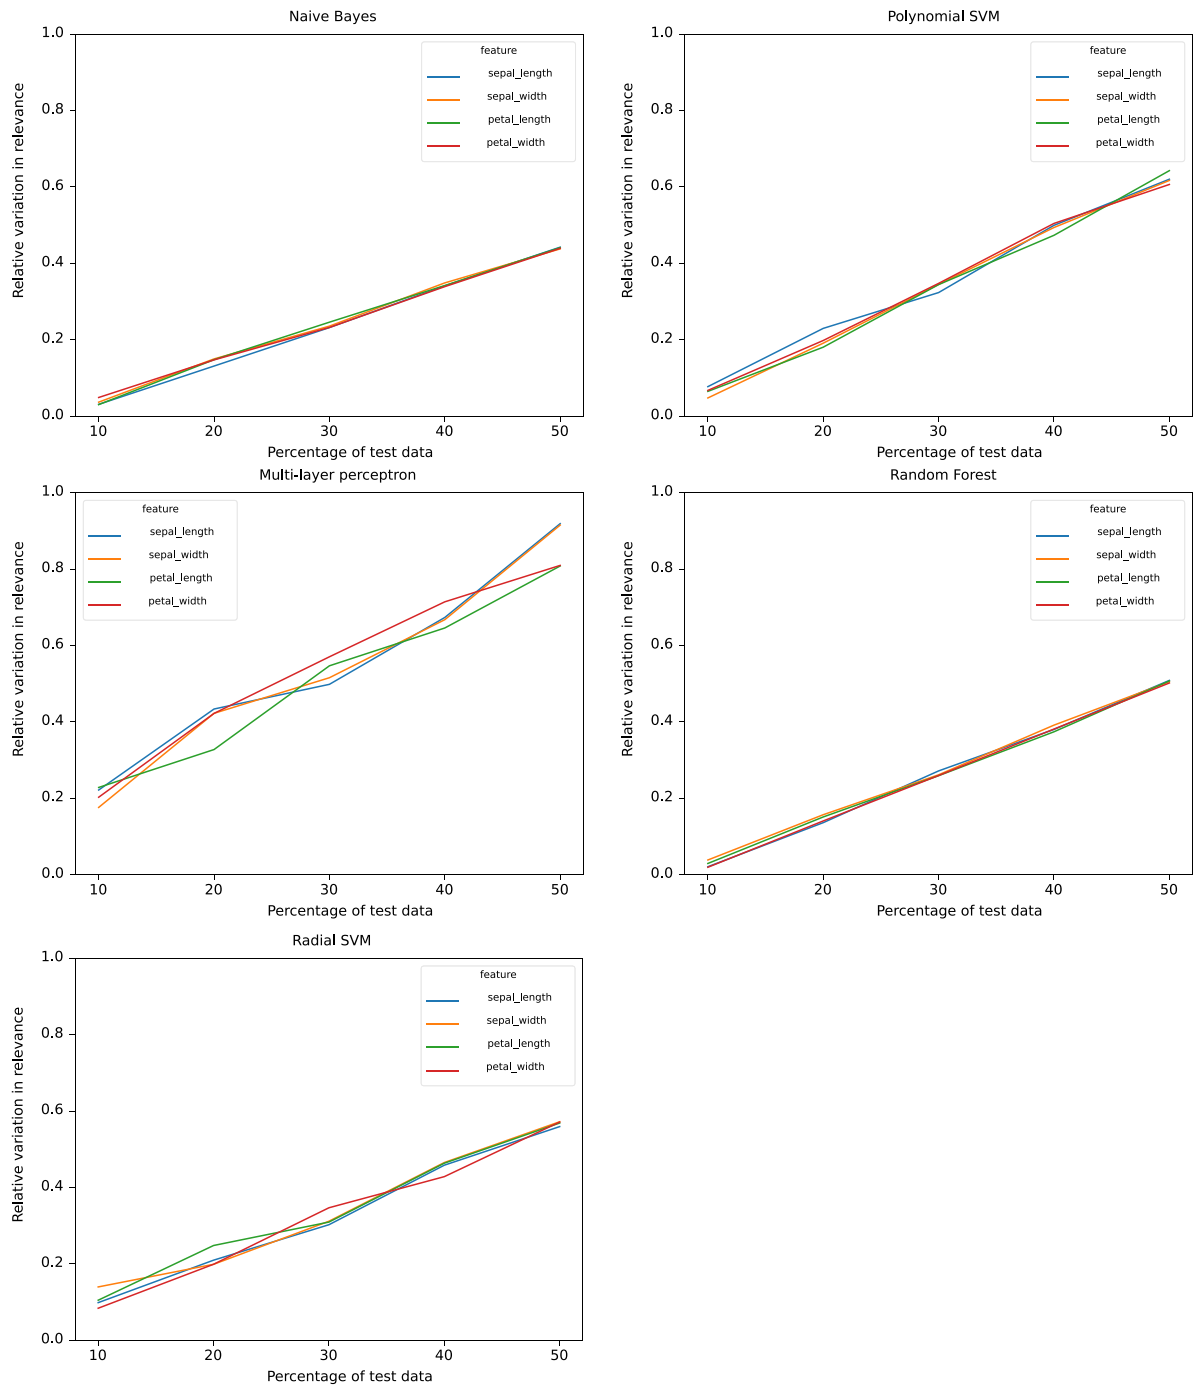 Naive Bayes
1.0
0.8
0.6
0.4
0.2
0.0
Relative variation in relevance
feature
sepal_length
sepal_width
petal_length
petal_width
10 20 30 40 50
Percentage of test data
Polynomial SVM
1.0
0.8
0.6
0.4
0.2
0.0
Relative variation in relevance
feature
sepal_length
sepal_width
petal_length
petal_width
10 20 30 40 50
Percentage of test data
Multi-layer perceptron
1.0
0.8
0.6
0.4
0.2
0.0
Relative variation in relevance
feature
sepal_length
sepal_width
petal_length
petal_width
10 20 30 40 50
Percentage of test data
Random Forest
1.0
0.8
0.6
0.4
0.2
0.0
Relative variation in relevance
feature
sepal_length
sepal_width
petal_length
petal_width
10 20 30 40 50
Percentage of test data
Radial SVM
1.0
0.8
0.6
0.4
0.2
0.0
Relative variation in relevance
feature
sepal_length
sepal_width
petal_length
petal_width
10 20 30 40 50
Percentage of test data